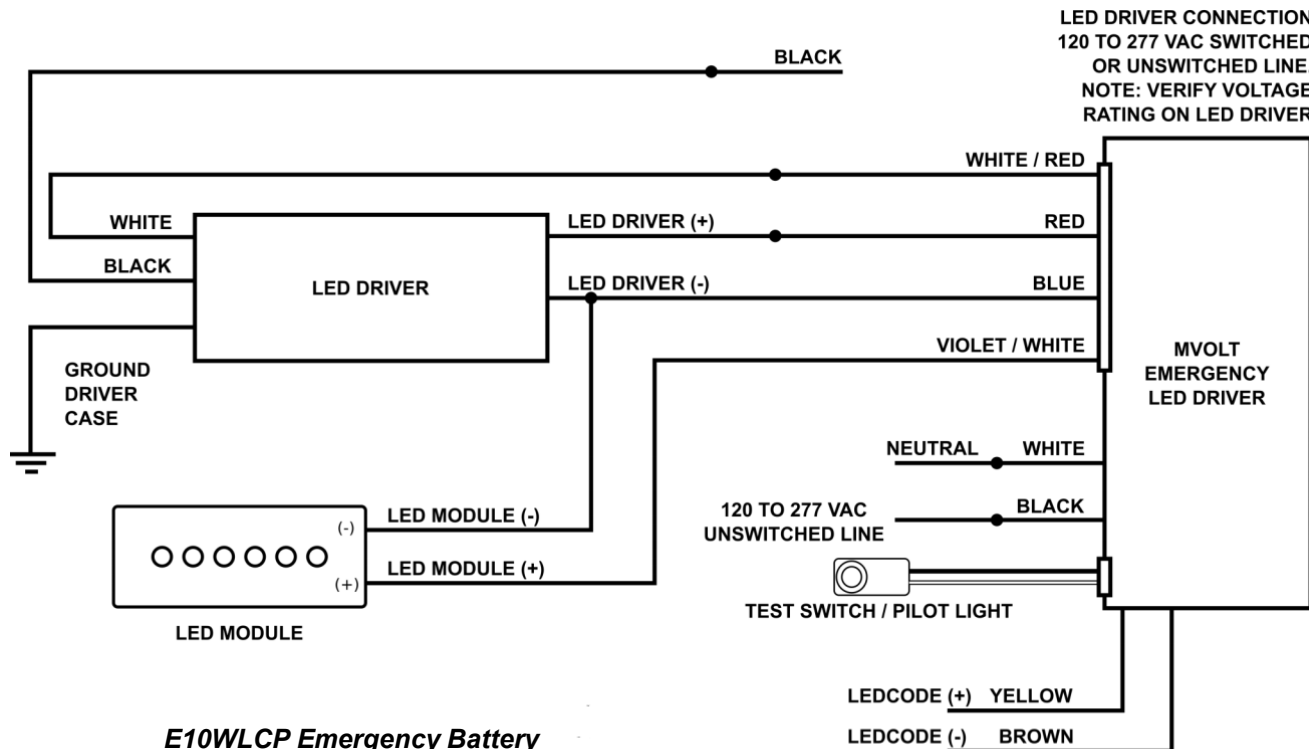 LED DRIVER CONNECTION
120 TO 277 VAC SWITCHED
OR UNSWITCHED LINE.
NOTE: VERIFY VOLTAGE
RATING ON LED DRIVER
BLACK
WHITE / RED
WHITE
LED DRIVER (+)
RED
BLACK
LED DRIVER
LED DRIVER (-)
BLUE
VIOLET / WHITE
MVOLT
EMERGENCY
LED DRIVER
GROUND
DRIVER
CASE
NEUTRAL WHITE
120 TO 277 VAC
UNSWITCHED LINE
BLACK
(-)
LED MODULE (-)
(+)
LED MODULE (+)
TEST SWITCH / PILOT LIGHT
LED MODULE
LEDCODE (+) YELLOW
LEDCODE (-) BROWN
E10WLCP Emergency Battery